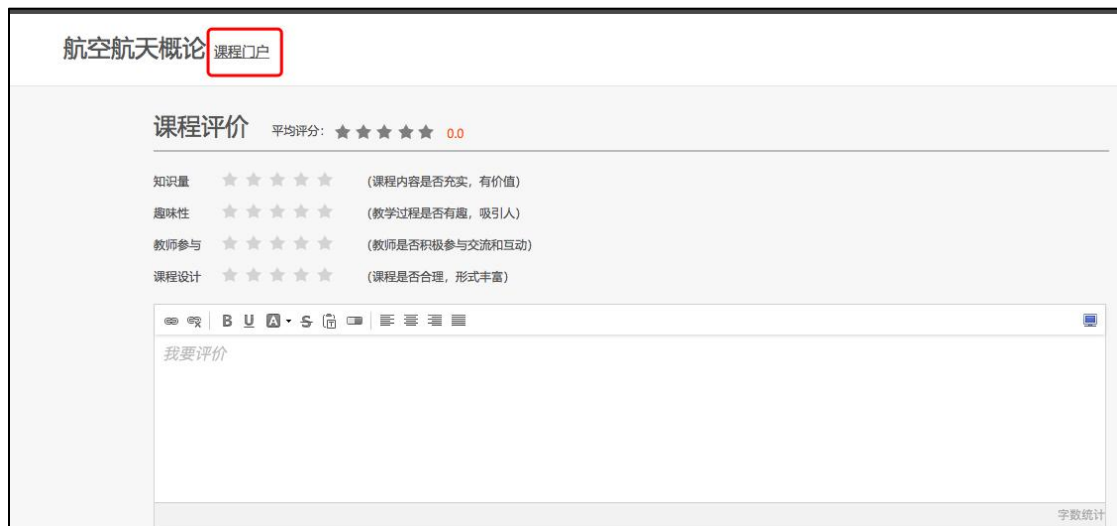 航空航天概论 课程门户
课程评价 平均评分: 0.0
知识量 (课程内容是否充实, 有价值)
趣味性 (教学过程是否有趣, 吸引人)
教师参与 (教师是否积极参与交流和互动)
课程设计 (课程是否合理, 形式丰富)
B U A S T
我要评价
字数统计